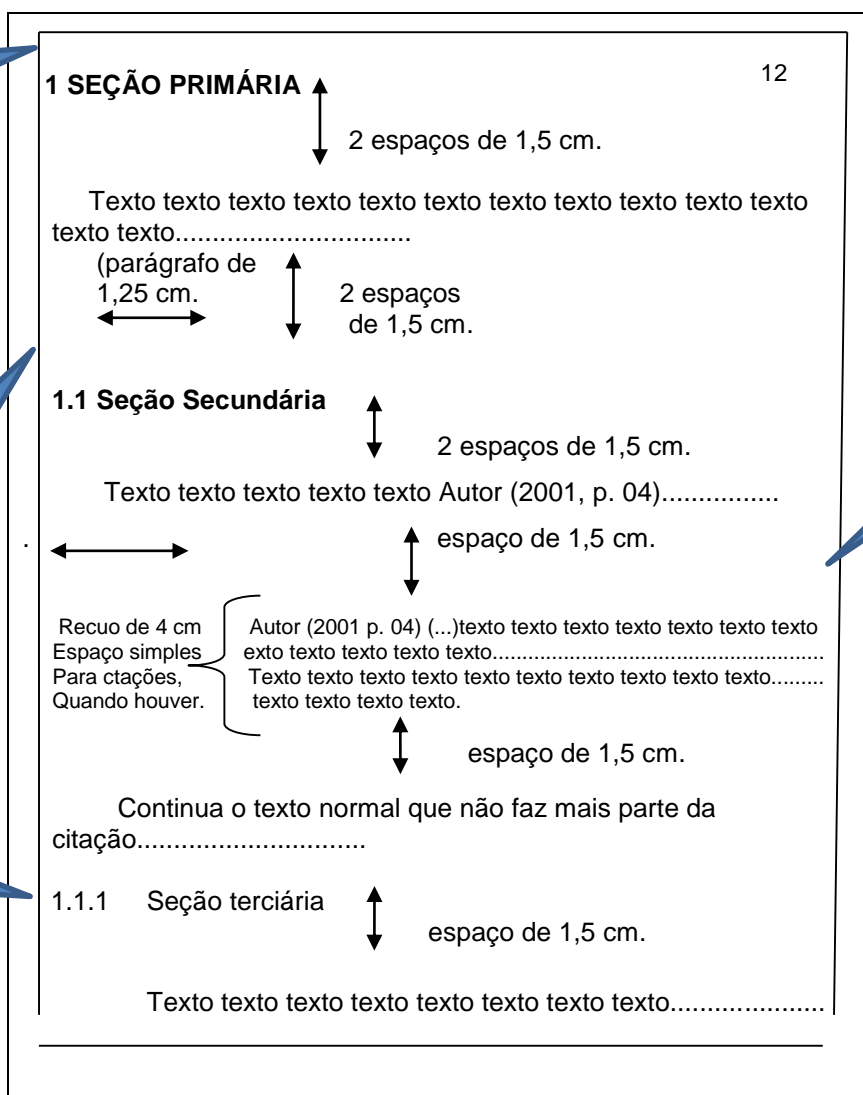 12
1 SEÇÃO PRIMÁRIA
2 espaços de 1,5 cm.
Texto texto texto texto texto texto texto texto texto texto texto
texto texto................................
(parágrafo de
1,25 cm.
2 espaços
de 1,5 cm.
1.1 Seção Secundária
2 espaços de 1,5 cm.
Texto texto texto texto texto Autor (2001, p. 04)................
espaço de 1,5 cm.
.
Recuo de 4 cm
Espaço simples
Para ctações,
Quando houver.
Autor (2001 p. 04) (...)texto texto texto texto texto texto texto
exto texto texto texto texto.........................................................
Texto texto texto texto texto texto texto texto texto texto.........
texto texto texto texto.
espaço de 1,5 cm.
Continua o texto normal que não faz mais parte da
citação...............................
1.1.1 Seção terciária
espaço de 1,5 cm.
Texto texto texto texto texto texto texto texto.....................